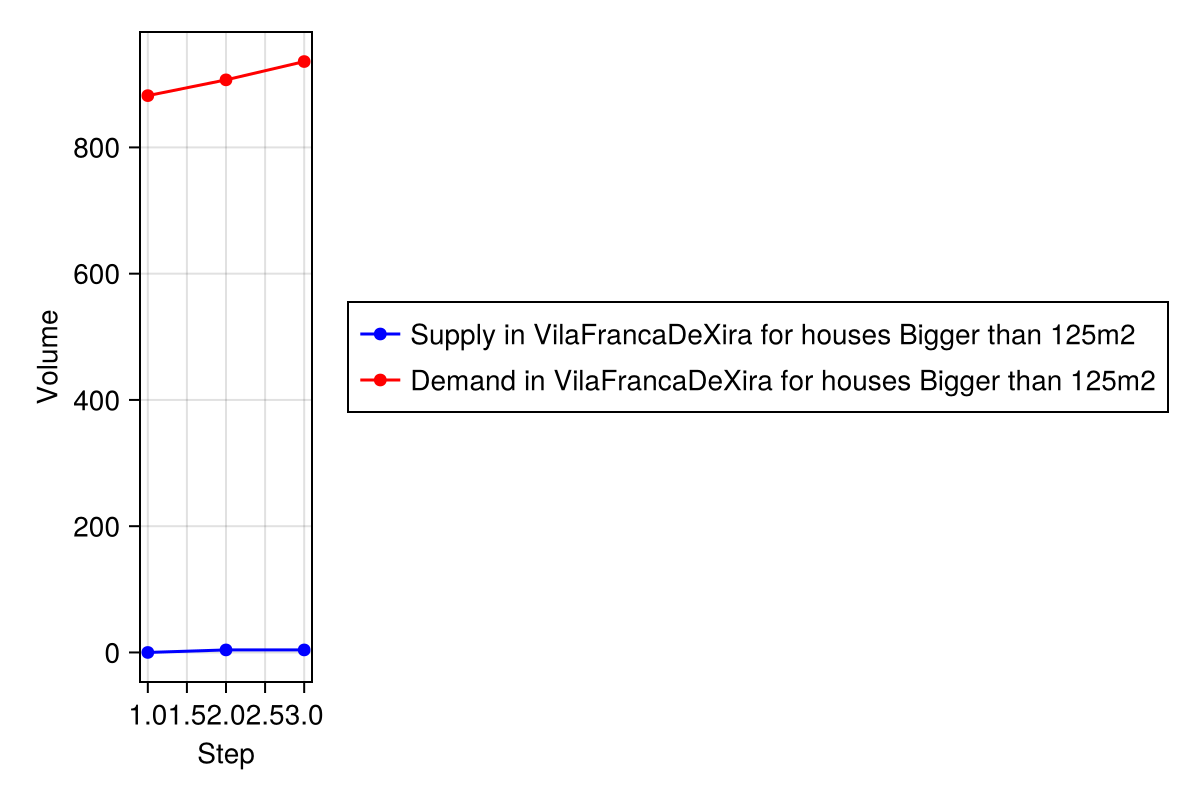 Volume
800
600
400
200
0
1.01.52.02.53.0
Step
Supply in VilaFrancaDeXira for houses Bigger than 125m2
Demand in VilaFrancaDeXira for houses Bigger than 125m2